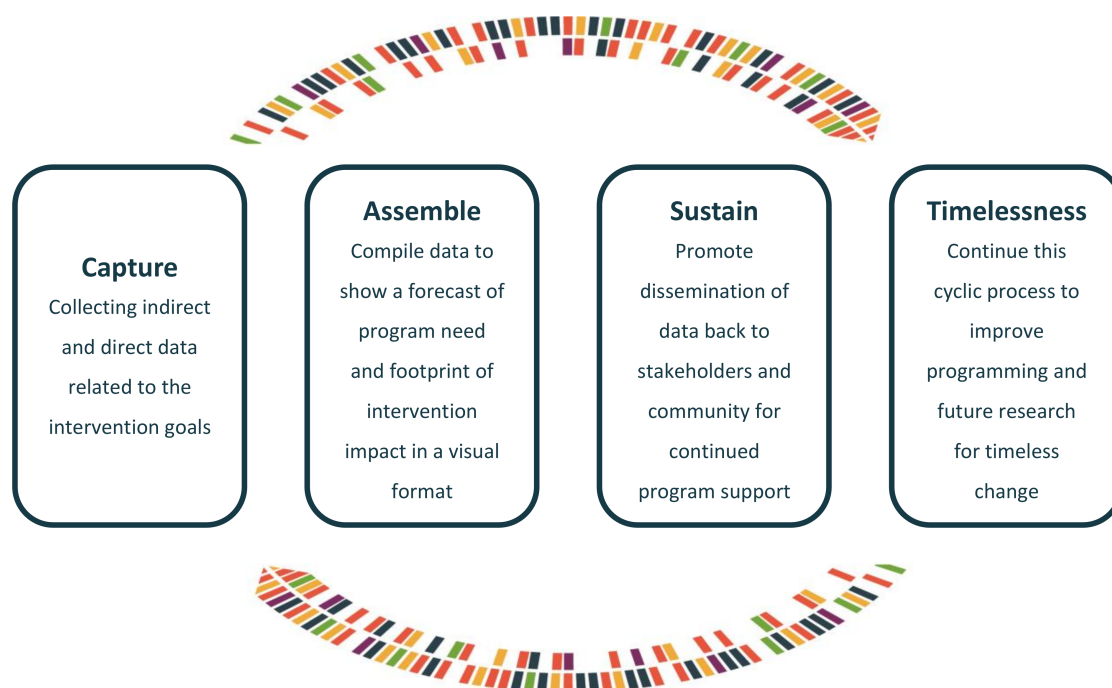 Capture
Collecting indirect
and direct data
related to the
intervention goals
Assemble
Compile data to
show a forecast of
program need
and footprint of
intervention
impact in a visual
format
Sustain
Promote
dissemination of
data back to
stakeholders and
community for
continued
program support
Timelessness
Continue this
cyclic process to
improve
programming and
future research
for timeless
change